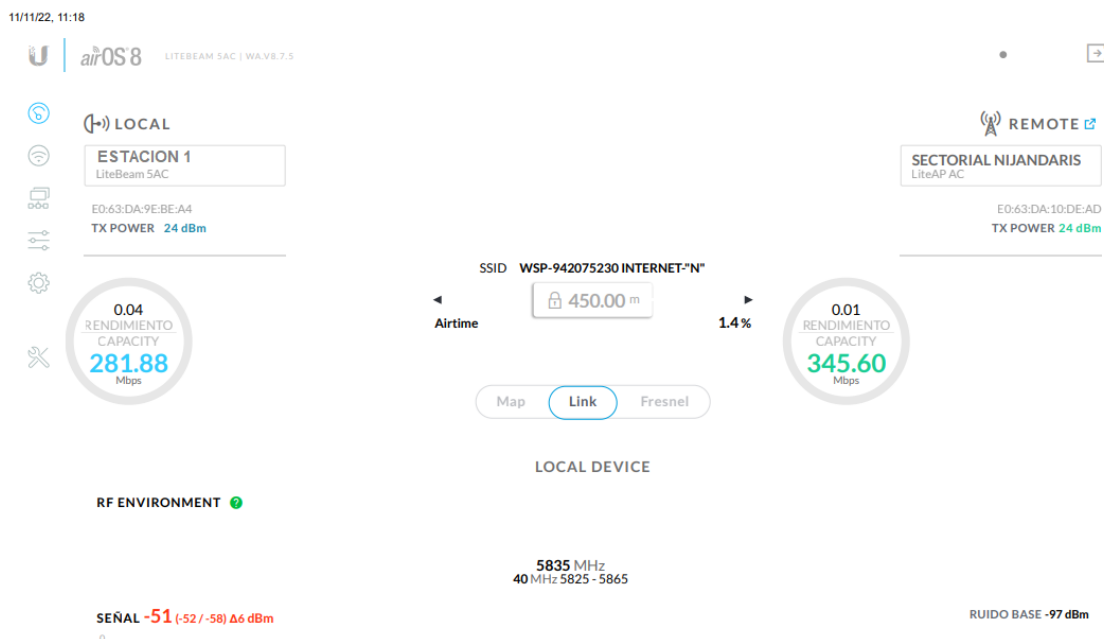 11/11/22, 11:18
U airOS 8 LITEBEAM 5AC | WA.V8.7.5
LOCAL
REMOTE
ESTACION 1
LiteBeam 5AC
SECTORIAL NIJANDARIS
LiteAP AC
E0:63:DA:9E:BE:A4
E0:63:DA:10:DE:AD
TX POWER 24 dBm
TX POWER 24 dBm
SSID WSP-942075230 INTERNET-"N"
450.00 m
Airtime 1.4 %
0.04
RENDIMIENTO
CAPACITY
281.88
Mbps
0.01
RENDIMIENTO
CAPACITY
345.60
Mbps
Map Link Fresnel
LOCAL DEVICE
RF ENVIRONMENT ?
5835 MHz
40 MHz 5825 - 5865
SEÑAL -51 (-52 / -58) Δ6 dBm
RUIDO BASE -97 dBm